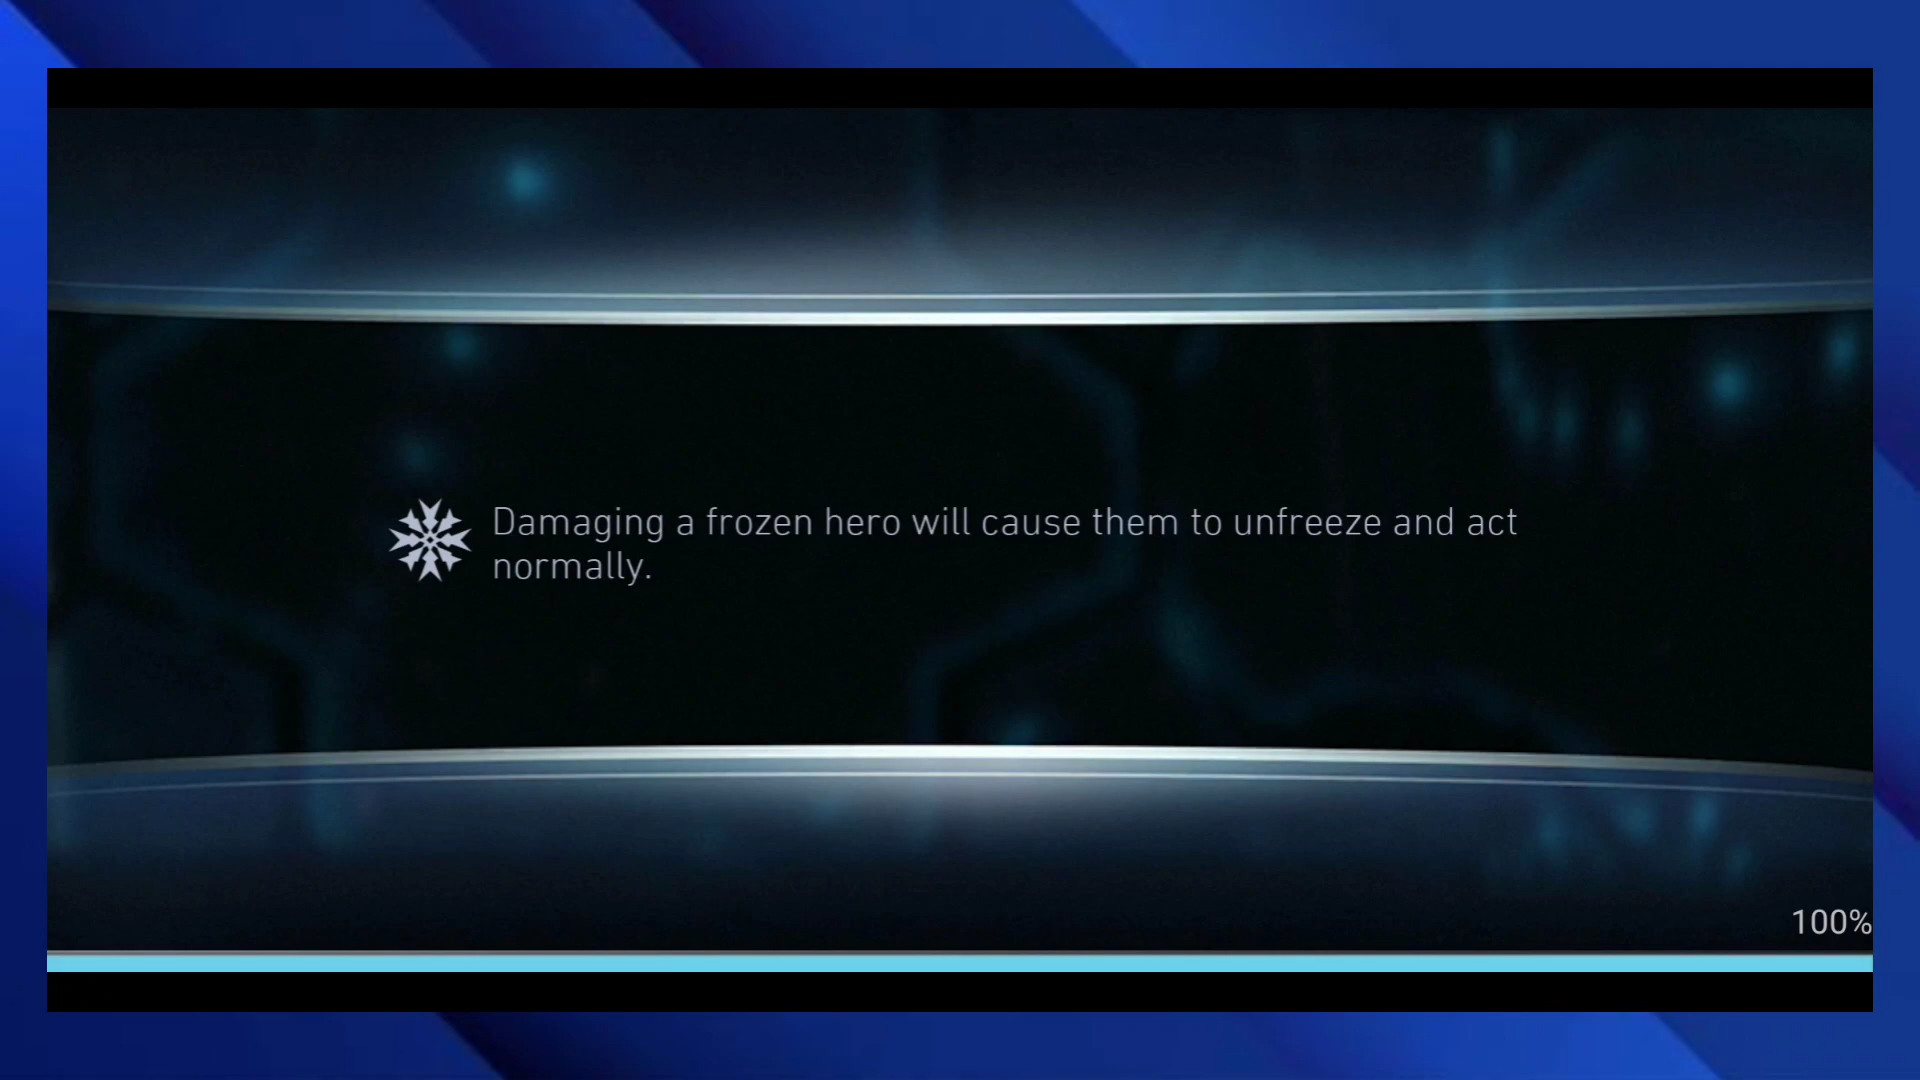 Damaging a frozen hero will cause them to unfreeze and act
normally.
100%